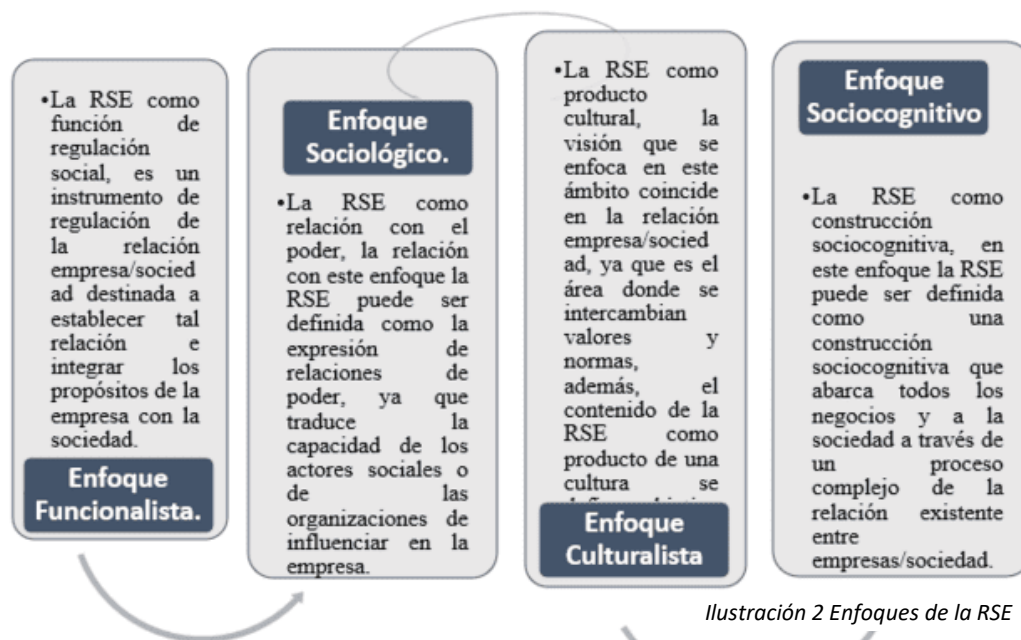 •La RSE como
función de
regulación
social, es un
instrumento de
regulación de
la relación
empresa/socied
ad destinada a
establecer tal
relación e
integrar los
propósitos de la
empresa con la
sociedad.
Enfoque
Funcionalista.
Enfoque
Sociológico.
•La RSE como
relación con el
poder, la relación
con este enfoque la
RSE puede ser
definida como la
expresión de
relaciones de
poder, ya que
traduce la
capacidad de los
actores sociales o
de las
organizaciones de
influenciar en la
empresa.
•La RSE como
producto
cultural, la
visión que se
enfoca en este
ámbito coincide
en la relación
empresa/socied
ad, ya que es el
área donde se
intercambian
valores y
normas,
además, el
contenido de la
RSE como
producto de una
cultura se
Enfoque
Culturalista
Enfoque
Sociocognitivo
•La RSE como
construcción
sociocognitiva, en
este enfoque la RSE
puede ser definida
como una
construcción
sociocognitiva que
abarca todos los
negocios y a la
sociedad a través de
un proceso
complejo de la
relación existente
entre
empresas/sociedad.
Ilustración 2 Enfoques de la RSE